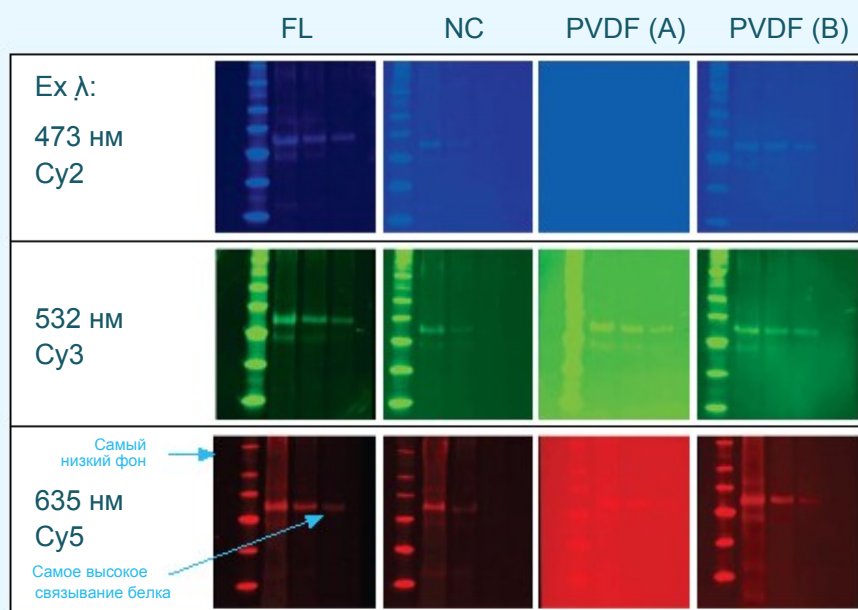 FL NC PVDF (A) PVDF (B)
Ex λ:
473 нм
Cy2
532 нм
Cy3
Самый
низкий фон
635 нм
Cy5
Самое высокое
связывание белка